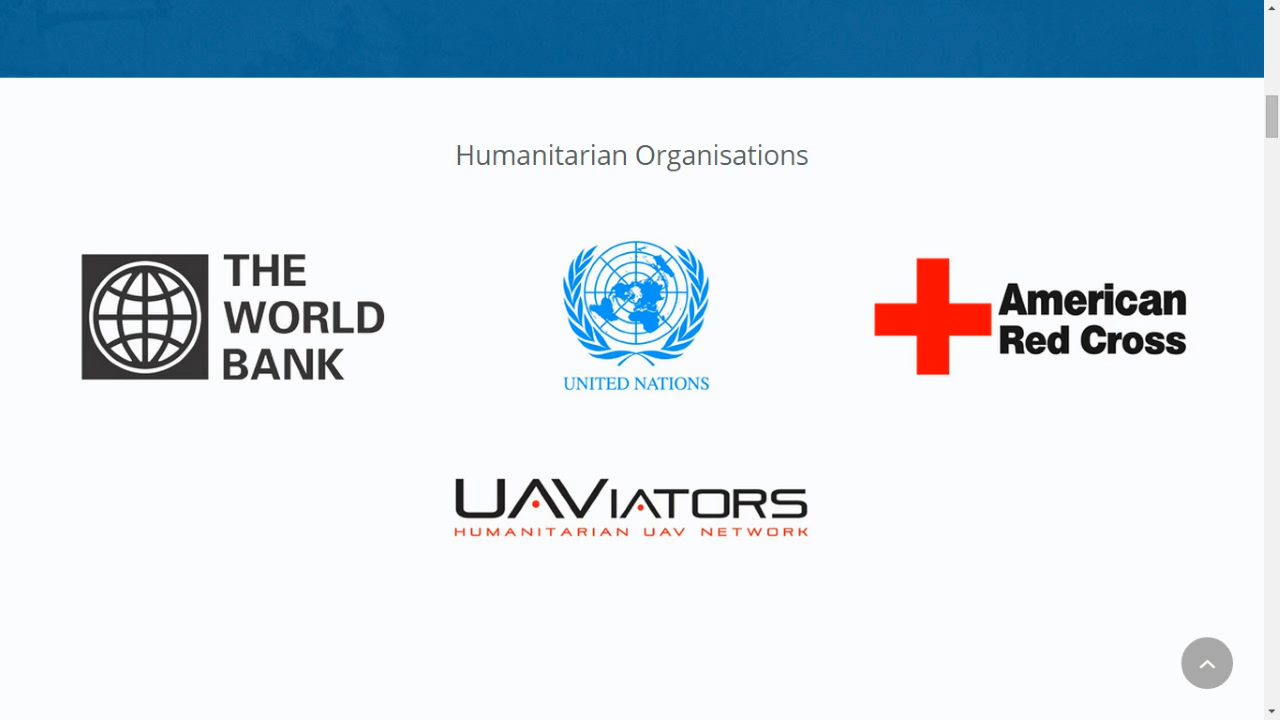 Humanitarian Organisations
THE
WORLD
BANK
UNITED NATIONS
American
Red Cross
UAVIATORS
HUMANITARIAN UAV NETWORK